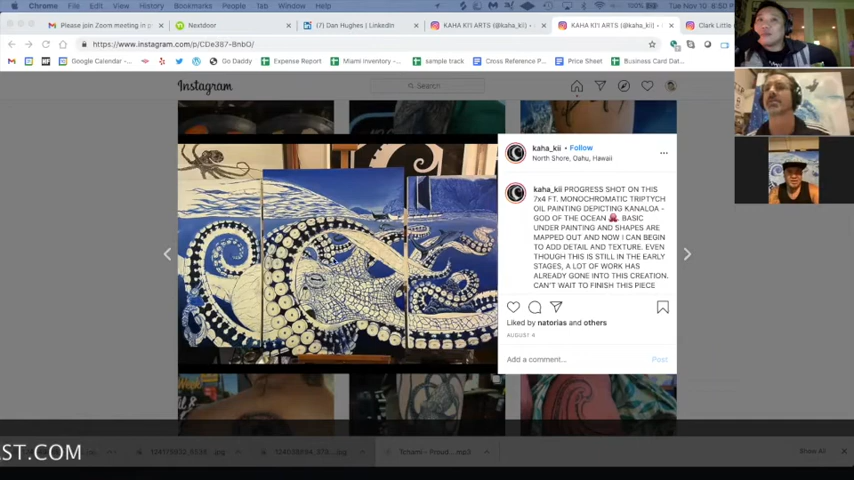 Chrome File Edit View History Bookmarks People Tab Window Help
100%
Tue Nov 10 8:50 P
Please join Zoom meeting in p
Nextdoor
(7) Dan Hughes | LinkedIn
KAHA KI'I ARTS (@kaha_kii) •
KAHA KI'I ARTS (@kaha_kii) •
Clark Little
https://www.instagram.com/p/CDe387-BnbO/
Google Calendar...
Go Daddy
Expense Report
Miami inventory -...
sample track
Cross Reference P...
Price Sheet
Business Card Dat...
Instagram
Search
kaha_kii • Follow
North Shore, Oahu, Hawaii
kaha_kii PROGRESS SHOT ON THIS
7x4 FT. MONOCHROMATIC TRIPTYCH
OIL PAINTING DEPICTING KANALOA -
GOD OF THE OCEAN 🐙. BASIC
UNDER PAINTING AND SHAPES ARE
MAPPED OUT AND NOW I CAN BEGIN
TO ADD DETAIL AND TEXTURE. EVEN
THOUGH THIS IS STILL IN THE EARLY
STAGES, A LOT OF WORK HAS
ALREADY GONE INTO THIS CREATION.
CAN'T WAIT TO FINISH THIS PIECE
Liked by natorias and others
AUGUST 4
Add a comment...
Post
AST.COM
Tchami - Proud....mp3
Show All